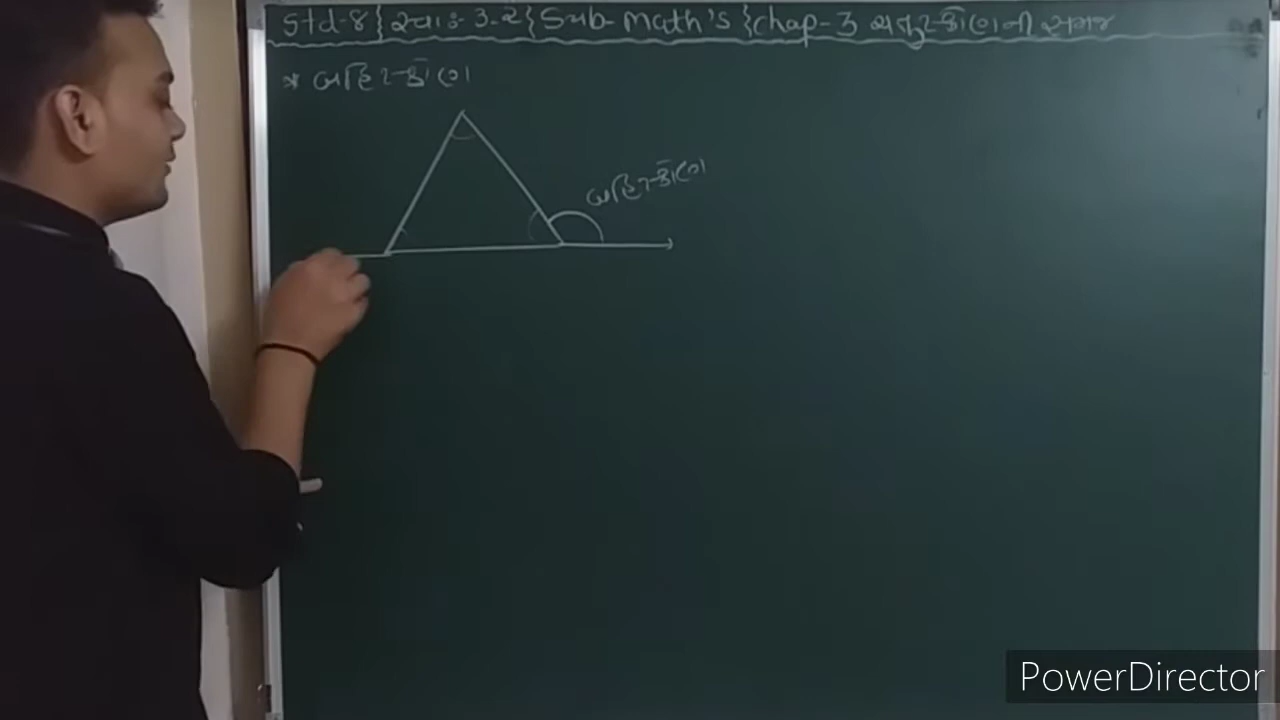 Std-8} સ્વા. 3.2 {Sub- Math's }chap-3 ચતુષ્કોણની સમજ
* બહિષ્કોણ
બહિષ્કોણ
PowerDirector